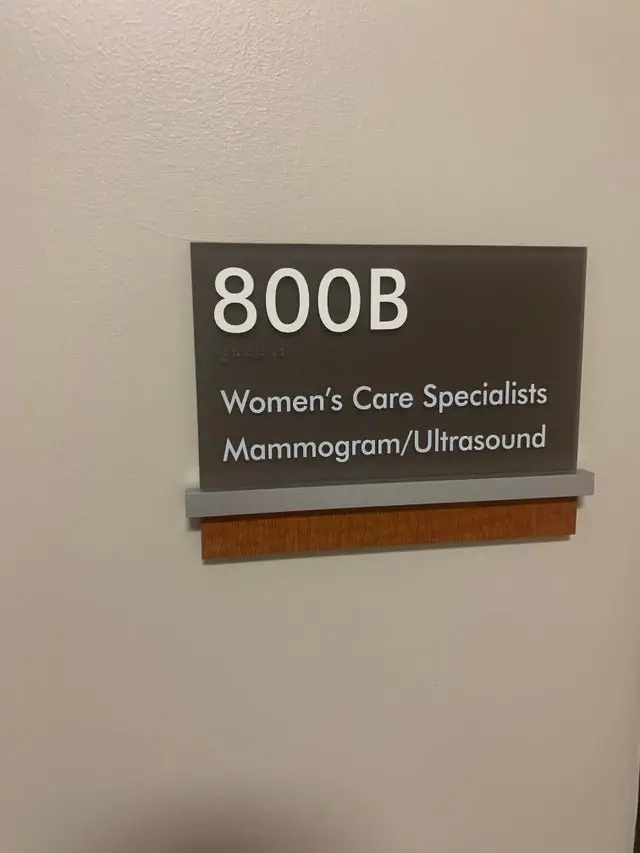 800B
Women's Care Specialists
Mammogram/Ultrasound